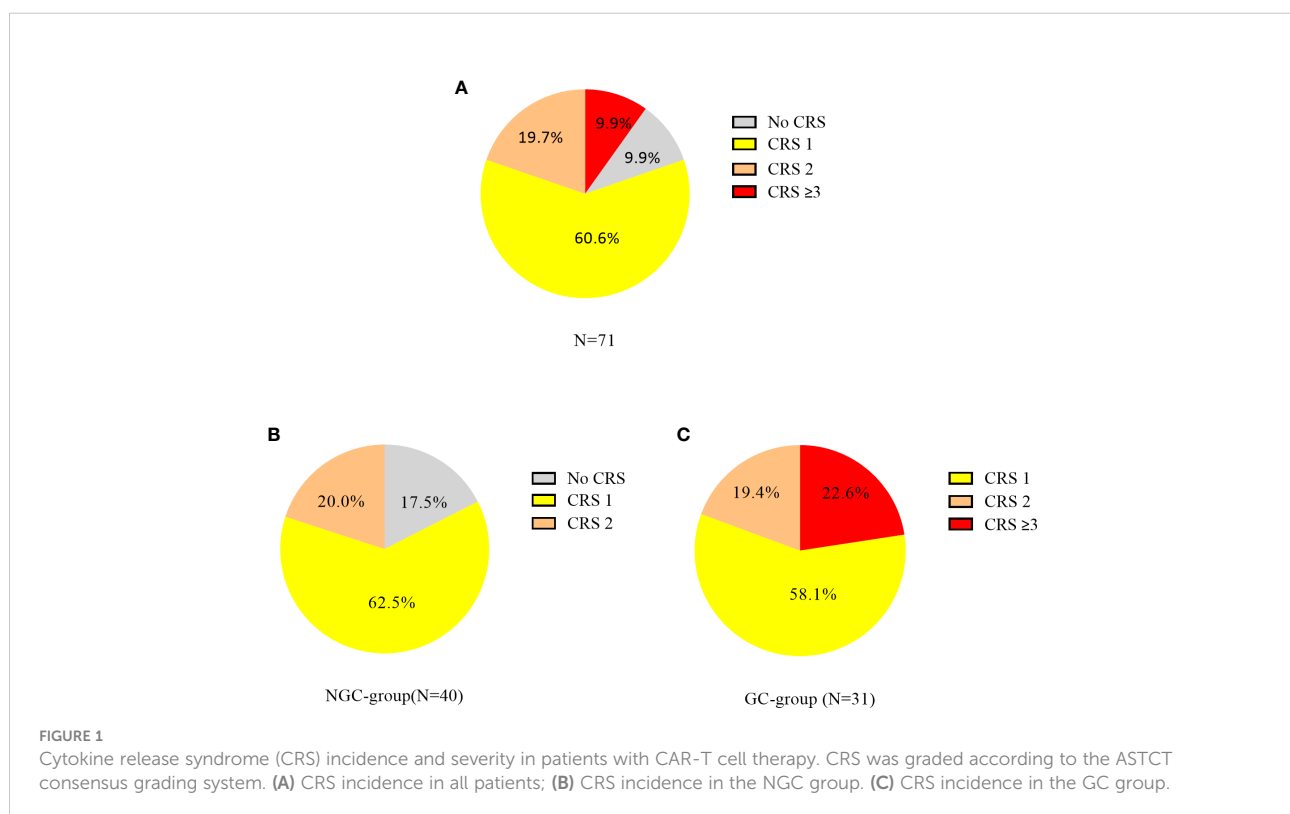 A
9.9%
19.7%
9.9%
60.6%
No CRS
CRS 1
CRS 2
CRS ≥3
N=71
B
20.0%
17.5%
62.5%
No CRS
CRS 1
CRS 2
NGC-group(N=40)
C
19.4%
22.6%
58.1%
CRS 1
CRS 2
CRS ≥3
GC-group (N=31)
FIGURE 1
Cytokine release syndrome (CRS) incidence and severity in patients with CAR-T cell therapy. CRS was graded according to the ASTCT
consensus grading system. (A) CRS incidence in all patients; (B) CRS incidence in the NGC group. (C) CRS incidence in the GC group.